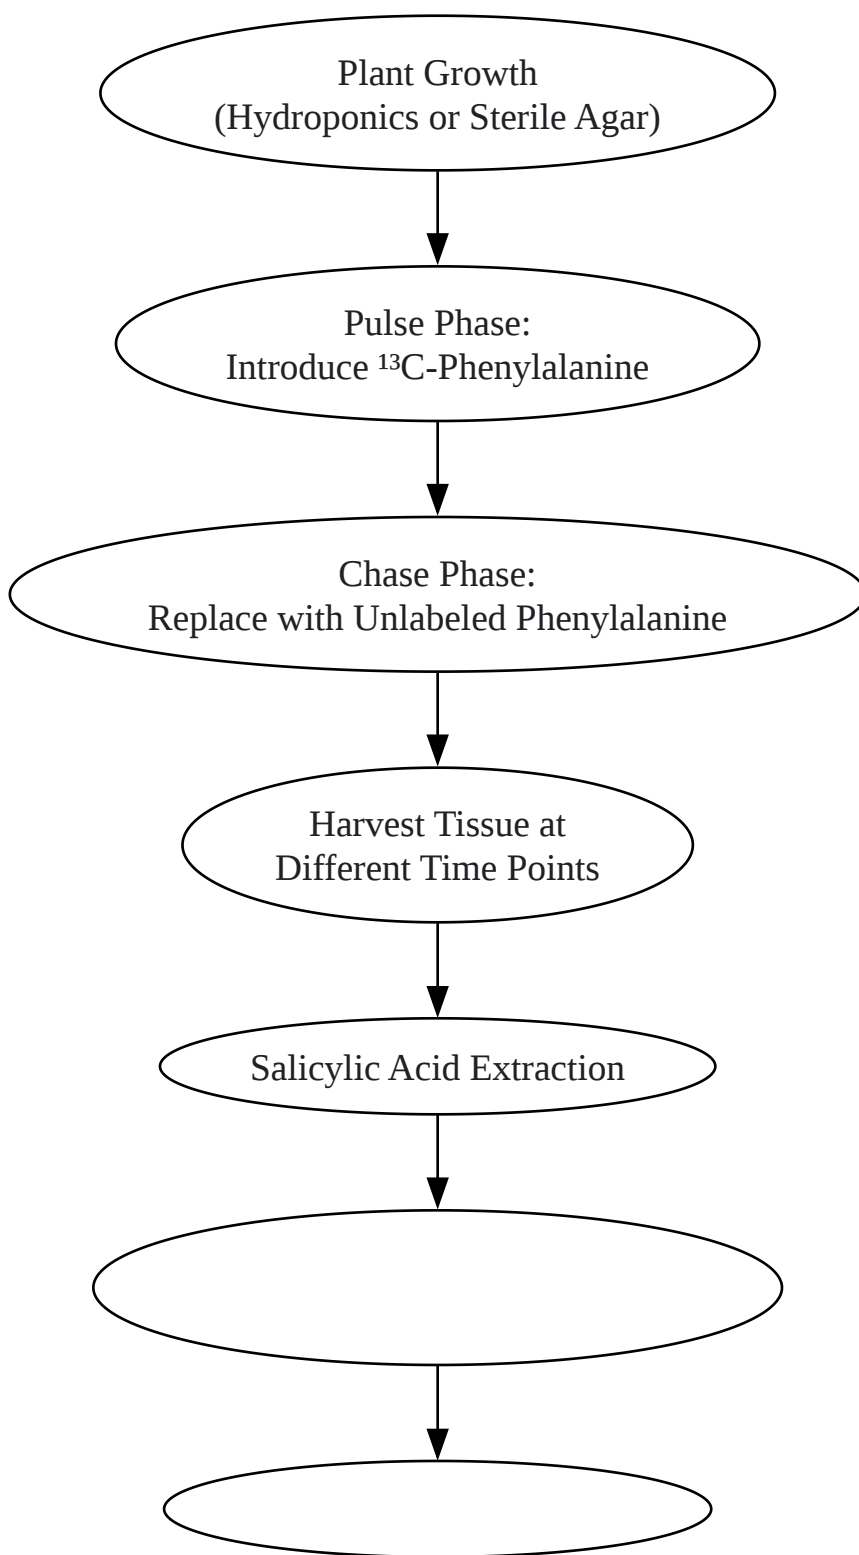 Plant Growth
(Hydroponics or Sterile Agar)
Pulse Phase:
Introduce ¹³C-Phenylalanine
Chase Phase:
Replace with Unlabeled Phenylalanine
Harvest Tissue at
Different Time Points
Salicylic Acid Extraction